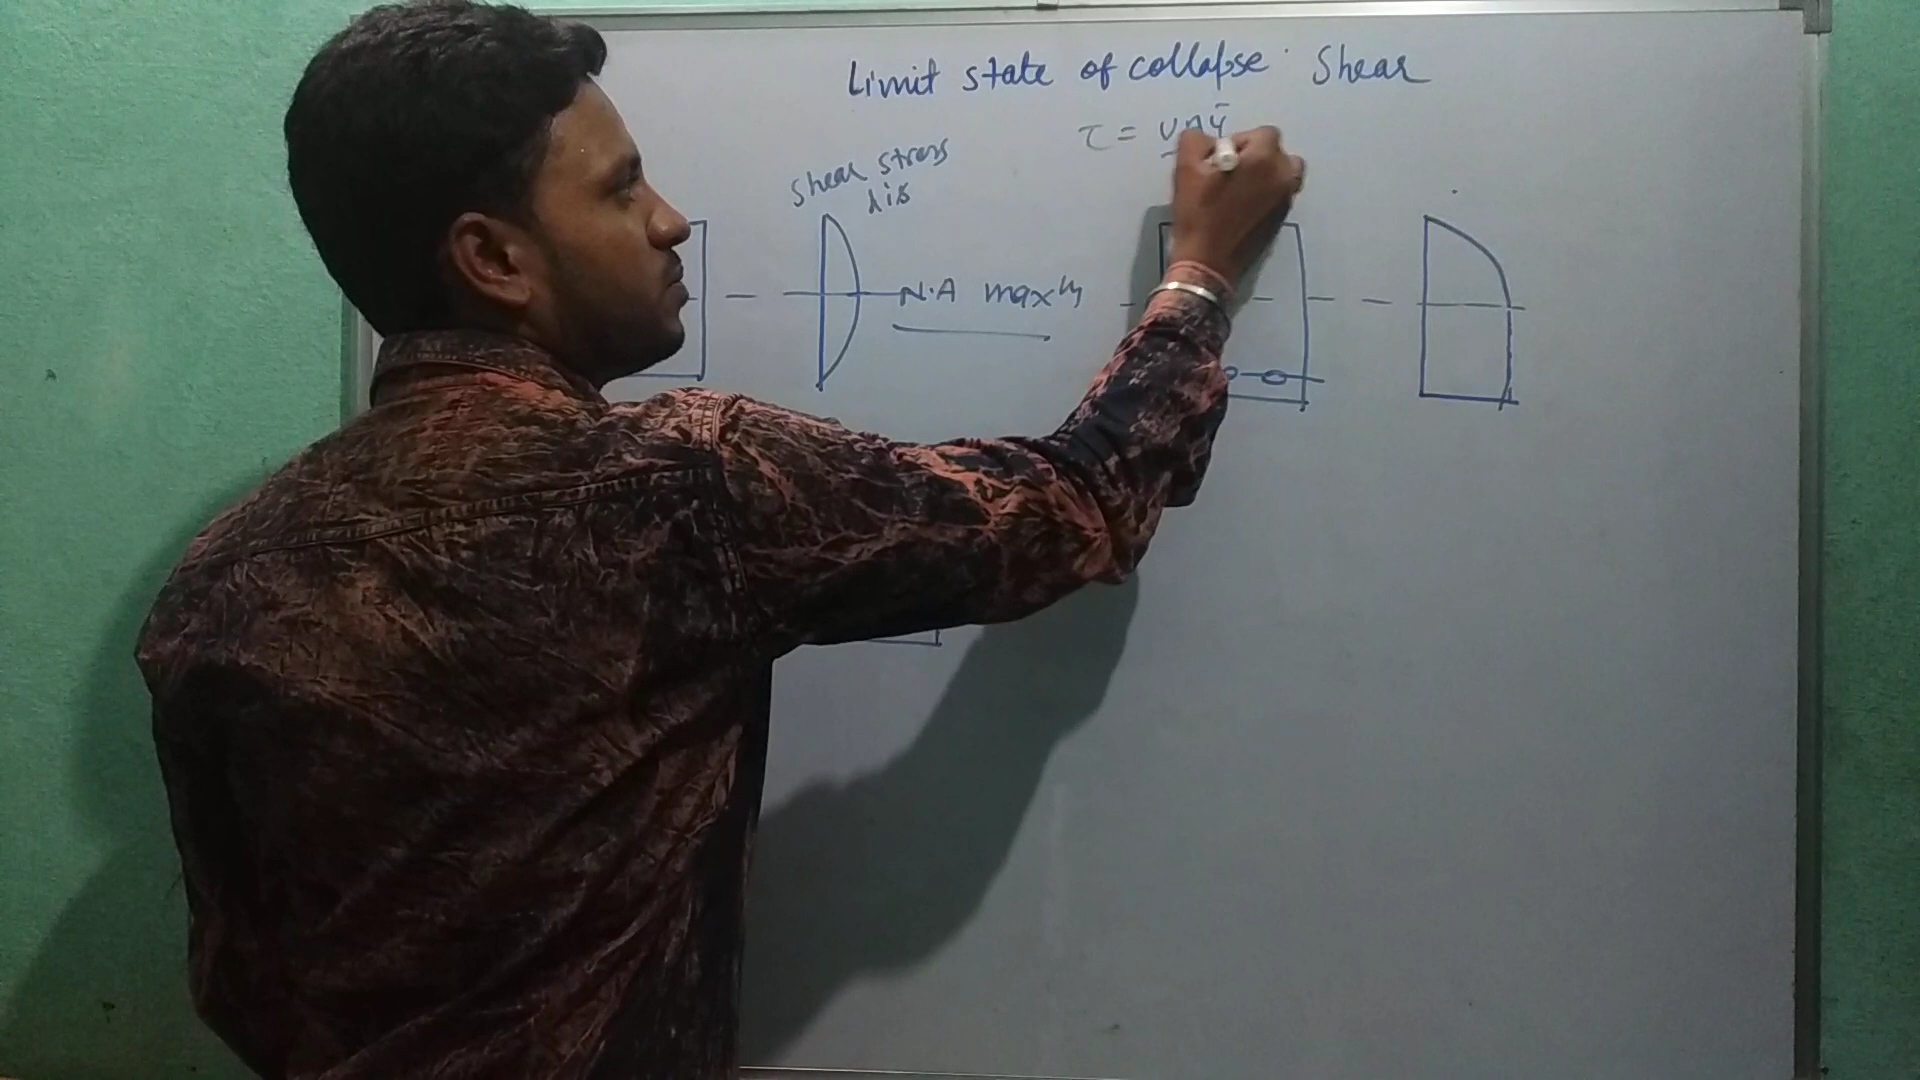 Limit state of collapse Shear
τ = VAȳ
Shear stress
dis
N.A maxm